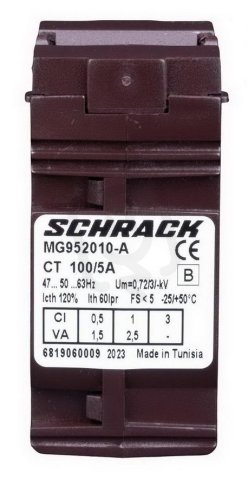 SCHRACK
MG952010-A CE
CT 100/5A
47... 50 ...63Hz Um=0,72/3/-kV B
Icth 120% Ith 60Ipr FS < 5 -25/+50°C
Cl 0,5 1 3
VA 1,5 2,5 -
6819060009 2023 Made in Tunisia